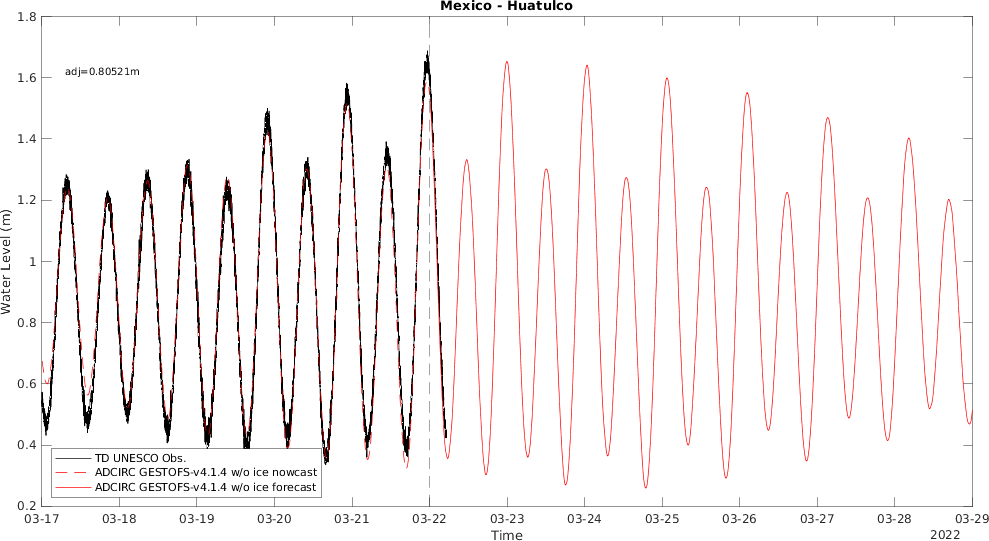 Mexico - Huatulco
1.8
1.6
1.4
1.2
1
0.8
0.6
0.4
0.2
Water Level (m)
adj=0.80521m
TD UNESCO Obs.
ADCIRC GESTOFS-v4.1.4 w/o ice nowcast
ADCIRC GESTOFS-v4.1.4 w/o ice forecast
03-17 03-18 03-19 03-20 03-21 03-22 03-23 03-24 03-25 03-26 03-27 03-28 03-29
Time
2022